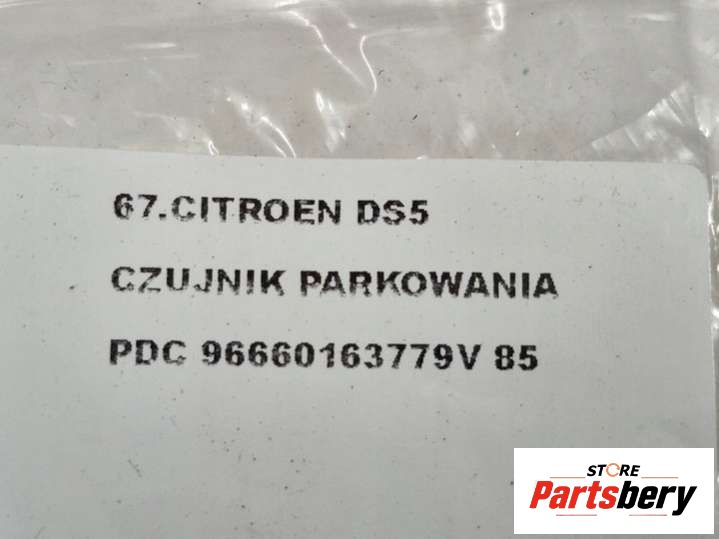 67.CITROEN DS5
CZUJNIK PARKOWANIA
PDC 96660163779V 85
STORE
Partsbery